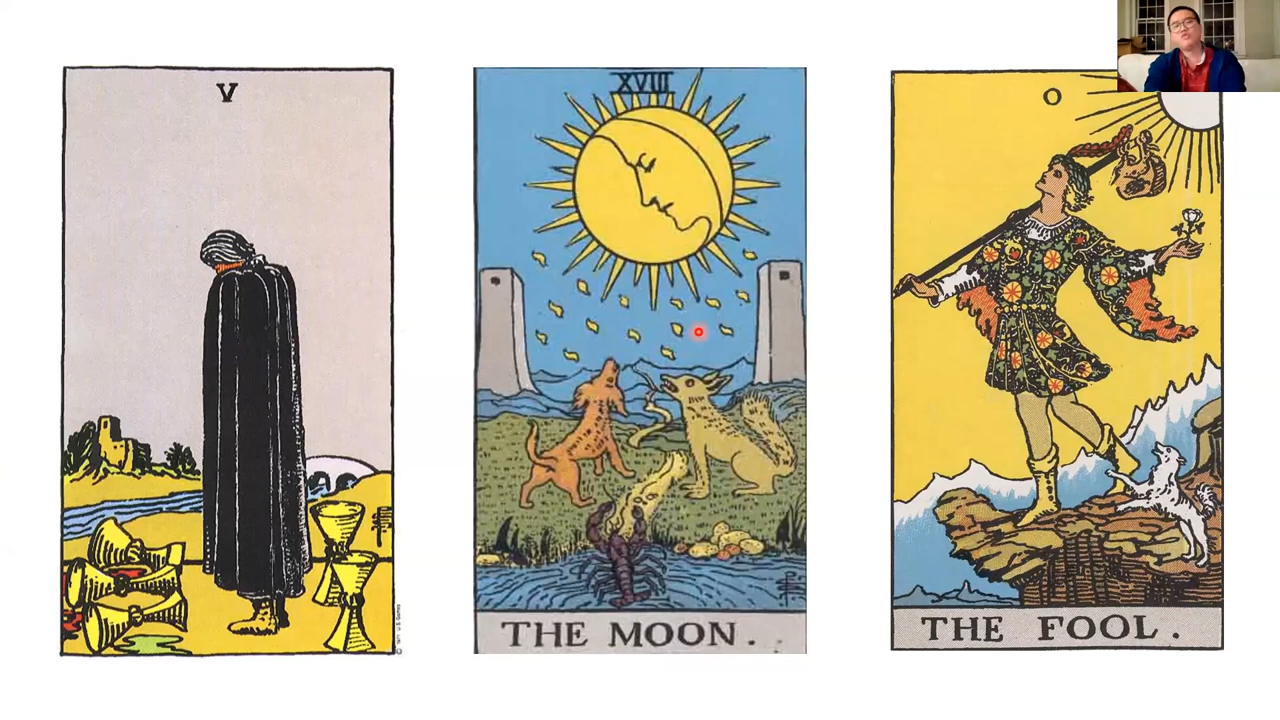 V
XVIII
THE MOON.
O
THE FOOL.